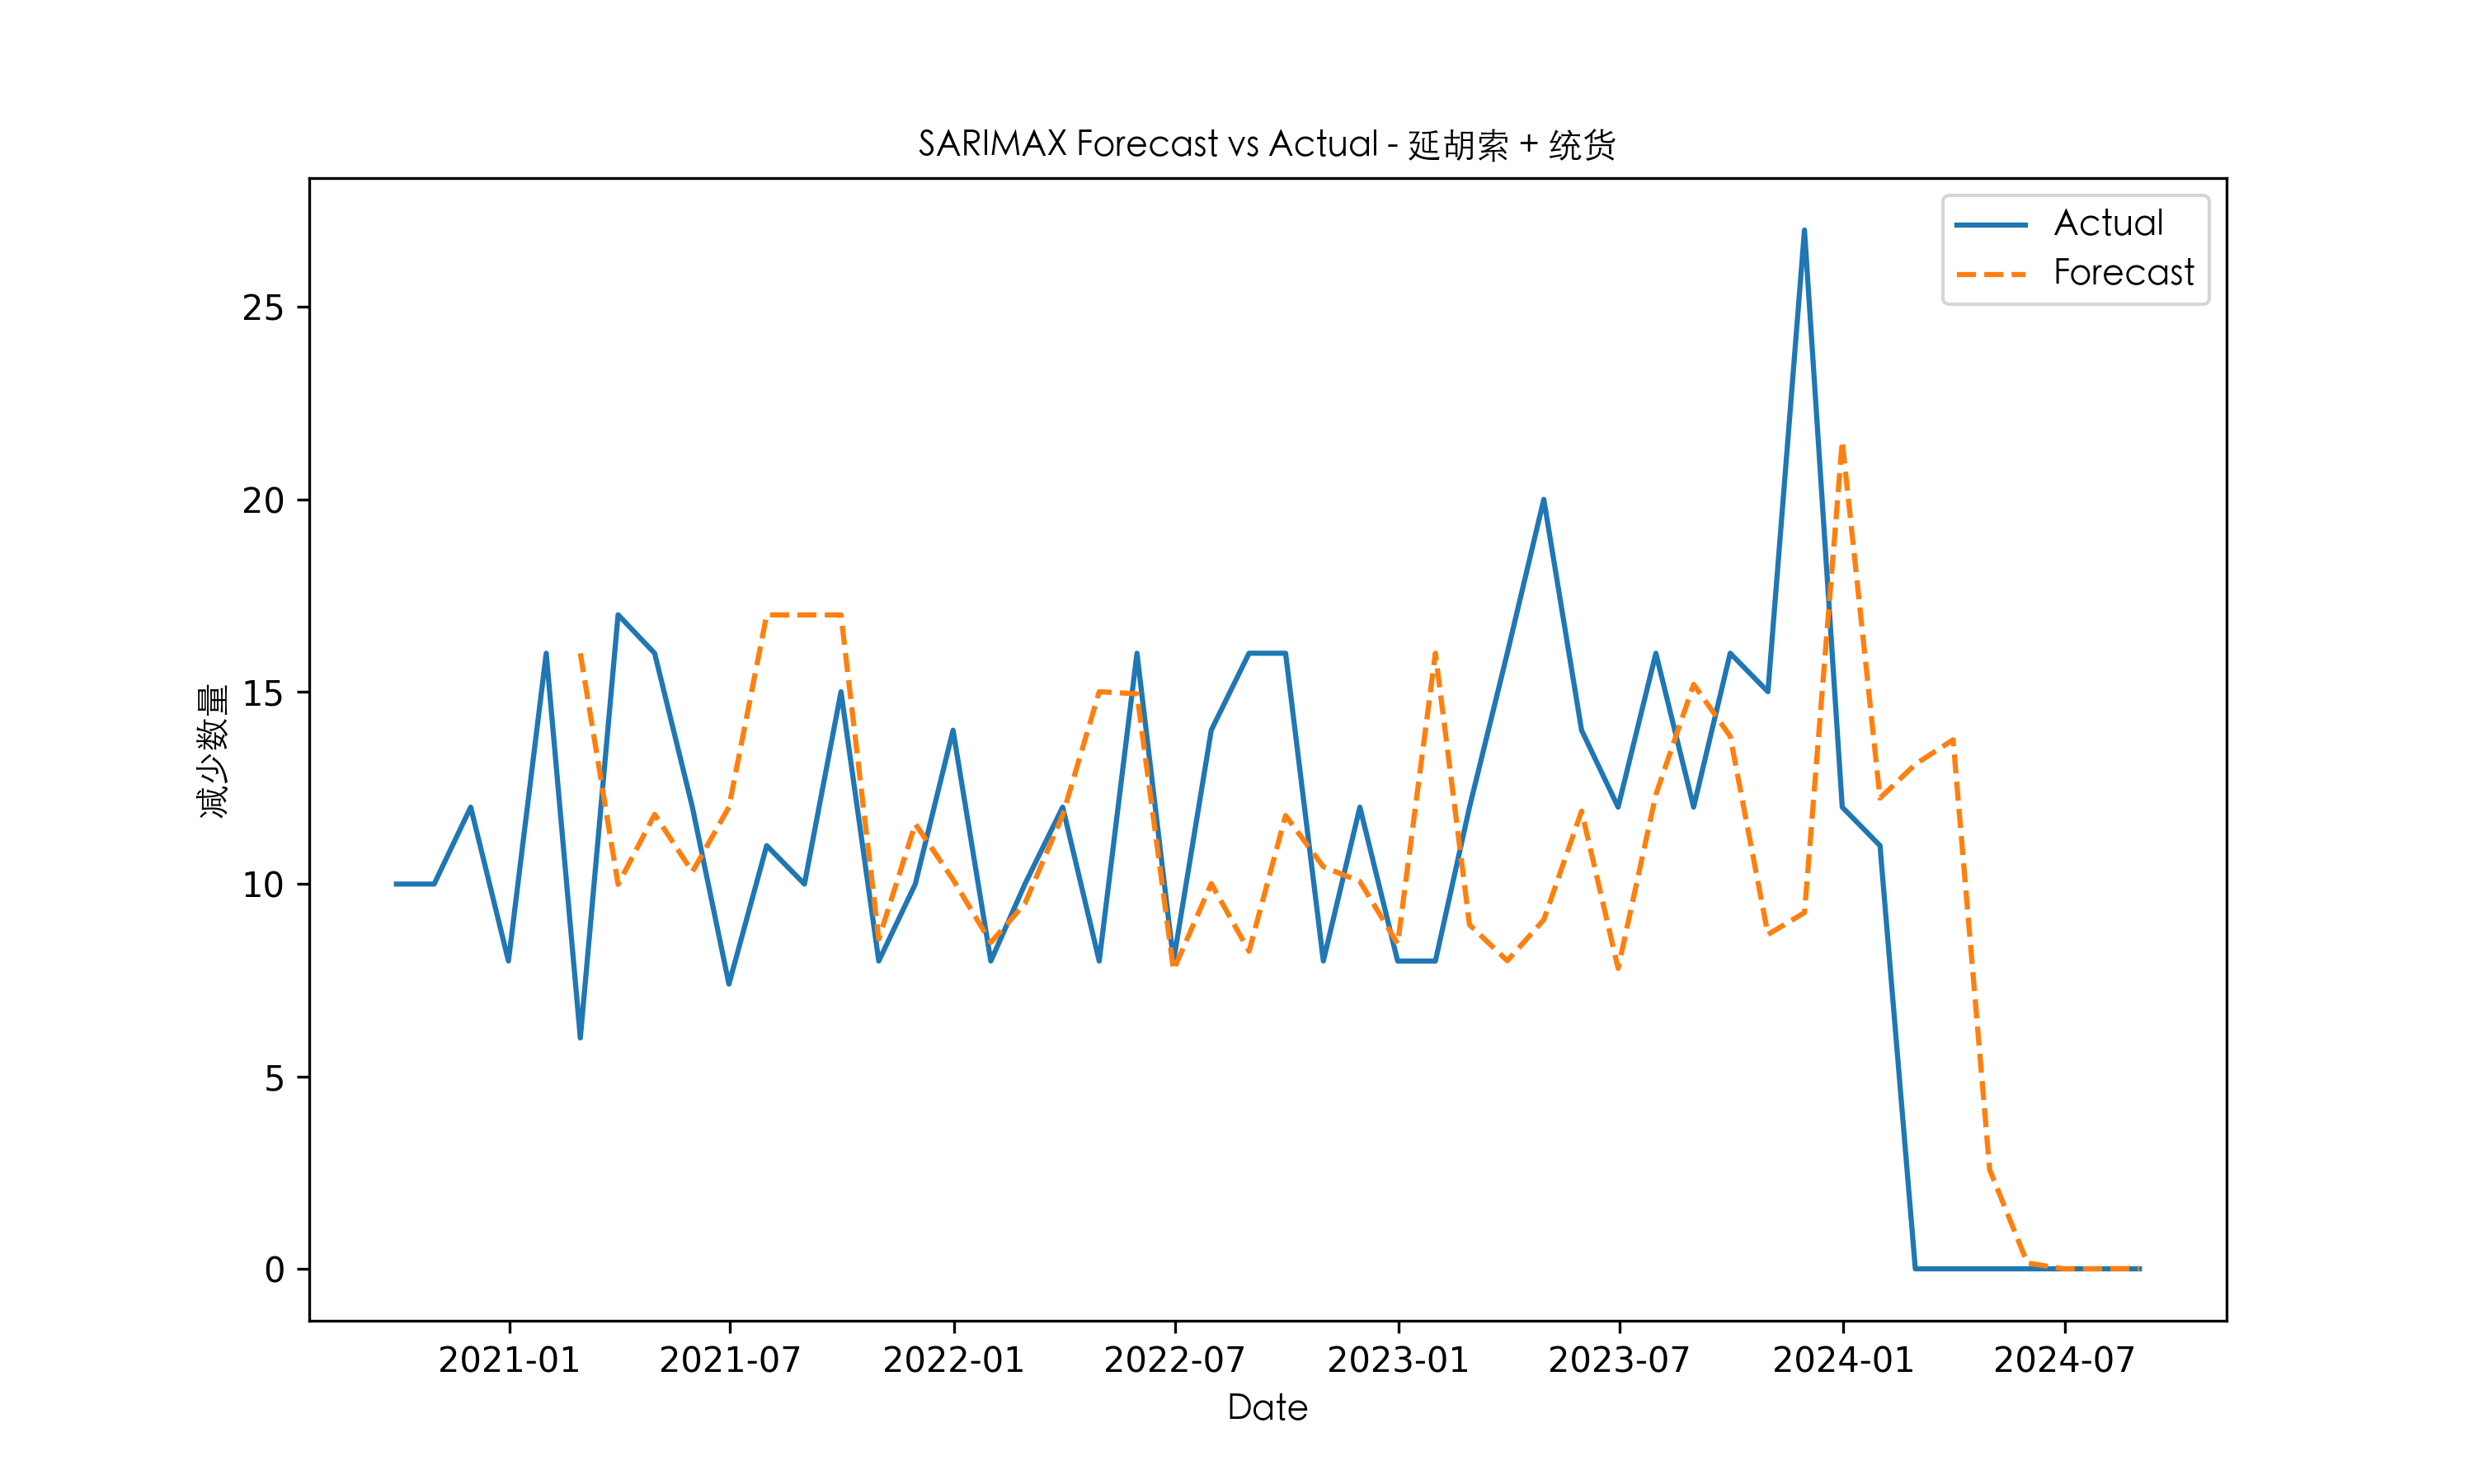 SARIMAX Forecast vs Actual - 延胡索 + 统货
Actual
Forecast
减少数量
25
20
15
10
5
0
2021-01 2021-07 2022-01 2022-07 2023-01 2023-07 2024-01 2024-07
Date